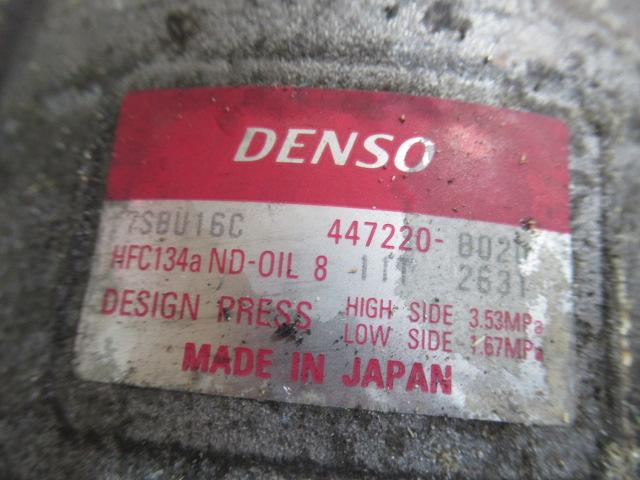 DENSO
7SBU16C 447220-
HFC134a ND-OIL 8 11T 2631
DESIGN PRESS HIGH SIDE 3.53MPa
LOW SIDE 1.67MPa
MADE IN JAPAN